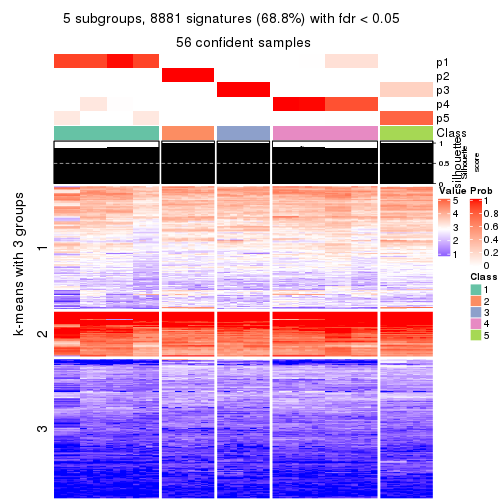 5 subgroups, 8881 signatures (68.8%) with fdr < 0.05
56 confident samples
p1
p2
p3
p4
p5
Class
1
0.5
0
silhouette
Silhouette
score
k-means with 3 groups
1
2
3
Value
5
4
3
2
1
Prob
1
0.8
0.6
0.4
0.2
0
Class
1
2
3
4
5